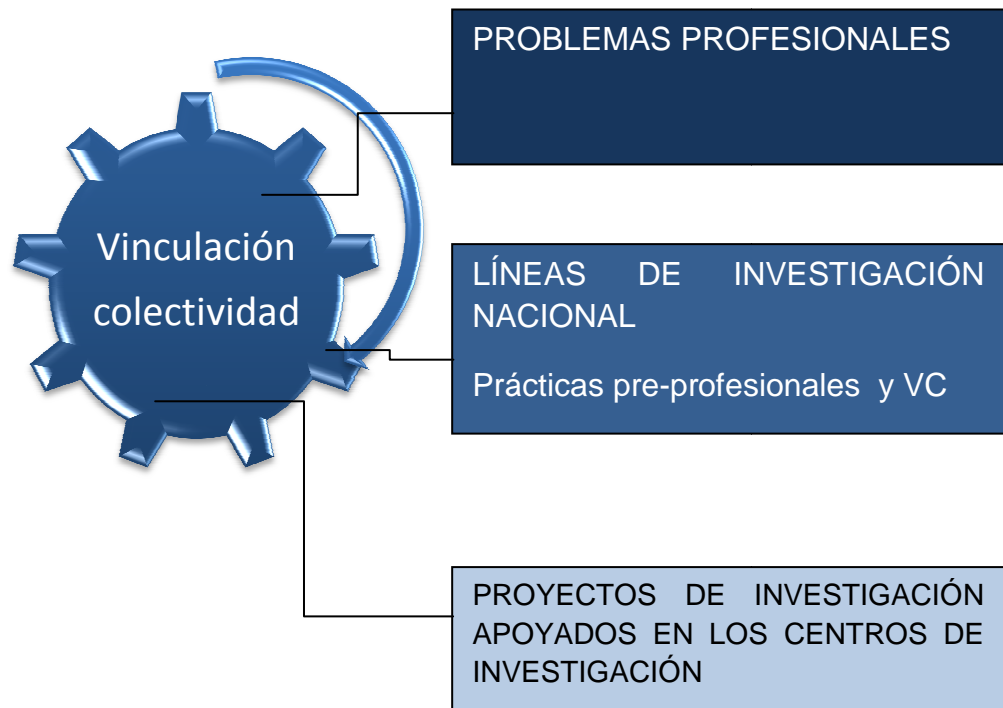 PROBLEMAS PROFESIONALES
Vinculación
colectividad
LÍNEAS DE INVESTIGACIÓN
NACIONAL
Prácticas pre-profesionales y VC
PROYECTOS DE INVESTIGACIÓN
APOYADOS EN LOS CENTROS DE
INVESTIGACIÓN